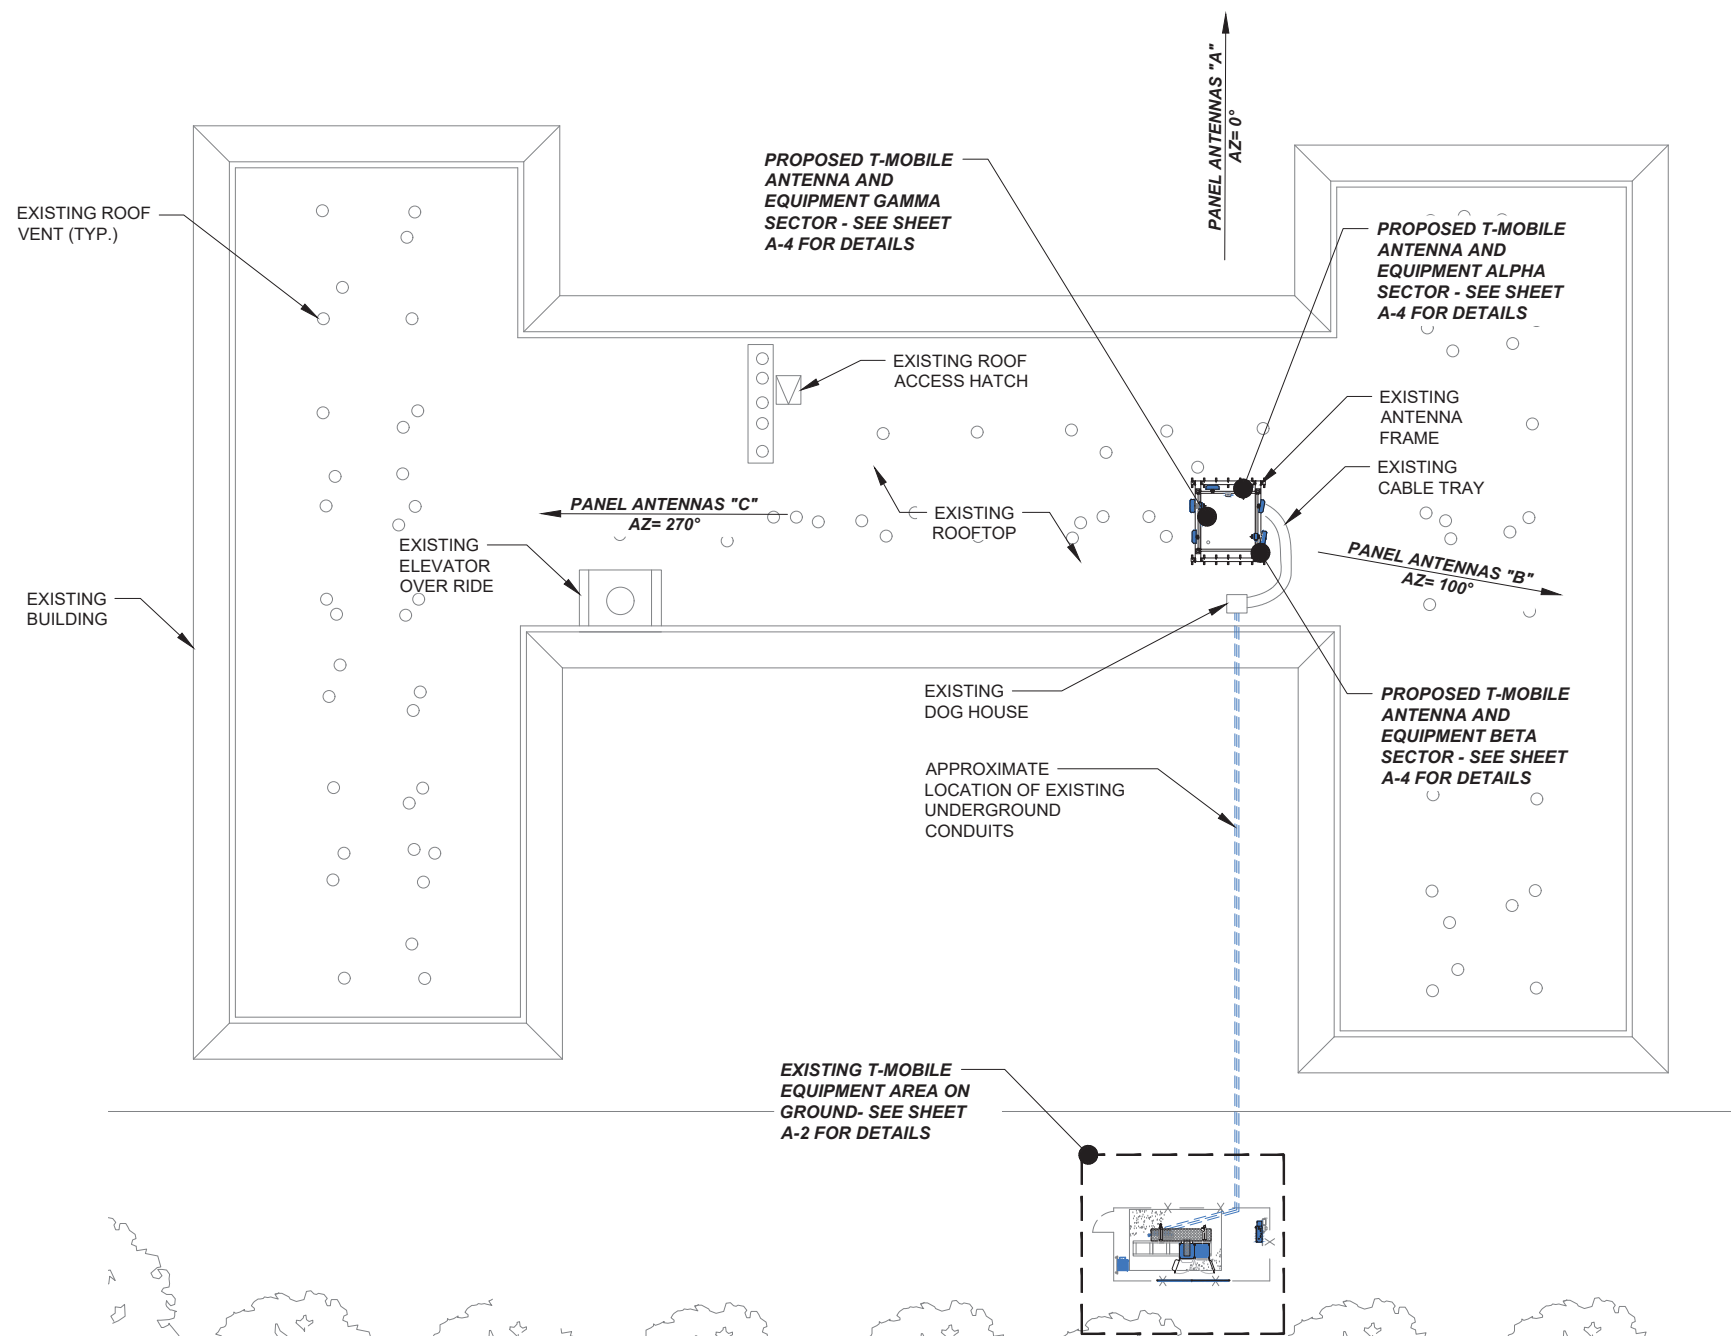 PANEL ANTENNAS "A"
AZ= 0°
PROPOSED T-MOBILE
ANTENNA AND
EQUIPMENT GAMMA
SECTOR - SEE SHEET
A-4 FOR DETAILS
EXISTING ROOF
VENT (TYP.)
PROPOSED T-MOBILE
ANTENNA AND
EQUIPMENT ALPHA
SECTOR - SEE SHEET
A-4 FOR DETAILS
EXISTING ROOF
ACCESS HATCH
EXISTING
ANTENNA
FRAME
EXISTING
CABLE TRAY
PANEL ANTENNAS "C"
AZ= 270°
EXISTING
ROOFTOP
EXISTING
ELEVATOR
OVER RIDE
PANEL ANTENNAS "B"
AZ= 100°
EXISTING
BUILDING
EXISTING
DOG HOUSE
PROPOSED T-MOBILE
ANTENNA AND
EQUIPMENT BETA
SECTOR - SEE SHEET
A-4 FOR DETAILS
APPROXIMATE
LOCATION OF EXISTING
UNDERGROUND
CONDUITS
EXISTING T-MOBILE
EQUIPMENT AREA ON
GROUND- SEE SHEET
A-2 FOR DETAILS